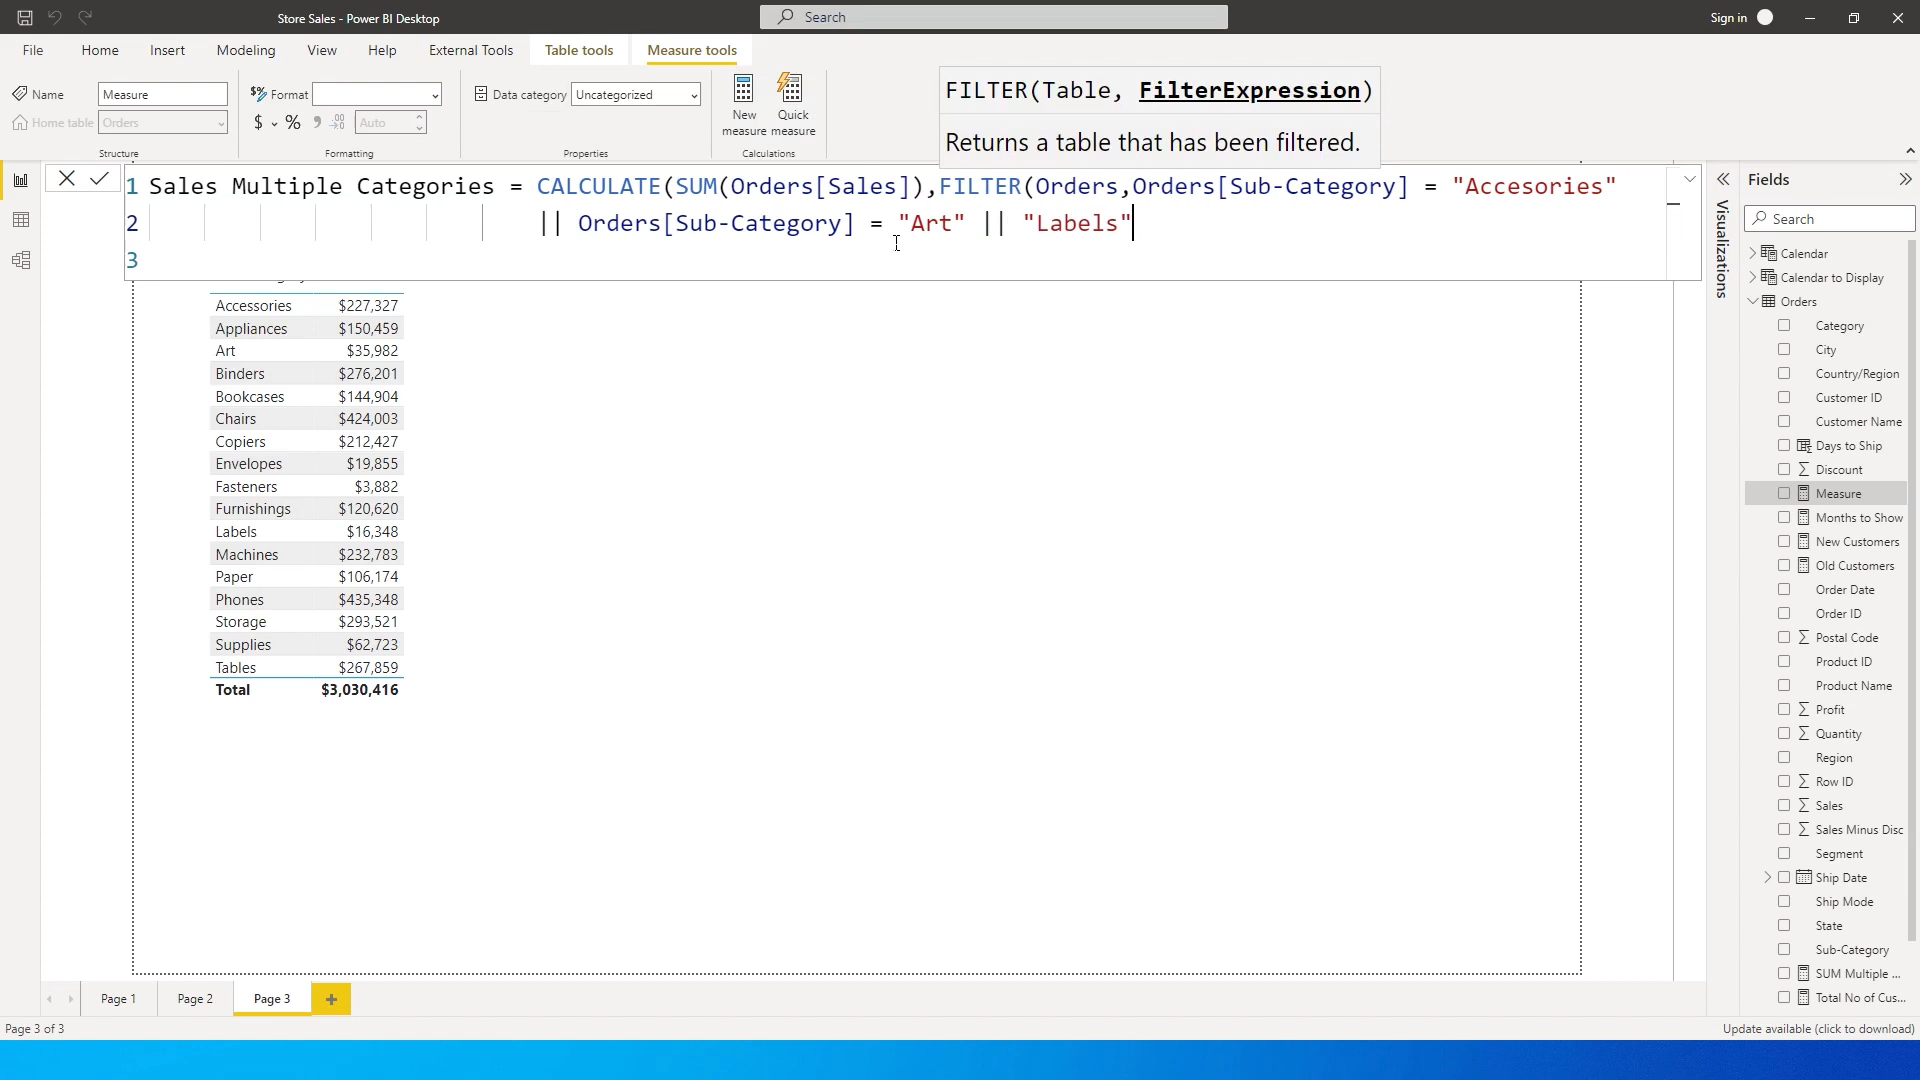 Store Sales - Power BI Desktop
Search
Sign in
File
Home
Insert
Modeling
View
Help
External Tools
Table tools
Measure tools
Name
Measure
Home table
Orders
Structure
Format
$
%
Auto
Formatting
Data category
Uncategorized
Properties
New measure
Quick measure
Calculations
FILTER(Table, FilterExpression)
Returns a table that has been filtered.
1 Sales Multiple Categories = CALCULATE(SUM(Orders[Sales]),FILTER(Orders,Orders[Sub-Category] = "Accesories"
2 || Orders[Sub-Category] = "Art" || "Labels"
3
Accessories $227,327
Appliances $150,459
Art $35,982
Binders $276,201
Bookcases $144,904
Chairs $424,003
Copiers $212,427
Envelopes $19,855
Fasteners $3,882
Furnishings $120,620
Labels $16,348
Machines $232,783
Paper $106,174
Phones $435,348
Storage $293,521
Supplies $62,723
Tables $267,859
Total $3,030,416
Visualizations
Fields
Search
Calendar
Calendar to Display
Orders
Category
City
Country/Region
Customer ID
Customer Name
Days to Ship
Discount
Measure
Months to Show
New Customers
Old Customers
Order Date
Order ID
Postal Code
Product ID
Product Name
Profit
Quantity
Region
Row ID
Sales
Sales Minus Disc
Segment
Ship Date
Ship Mode
State
Sub-Category
SUM Multiple ...
Total No of Cus...
Page 1
Page 2
Page 3
Page 3 of 3
Update available (click to download)